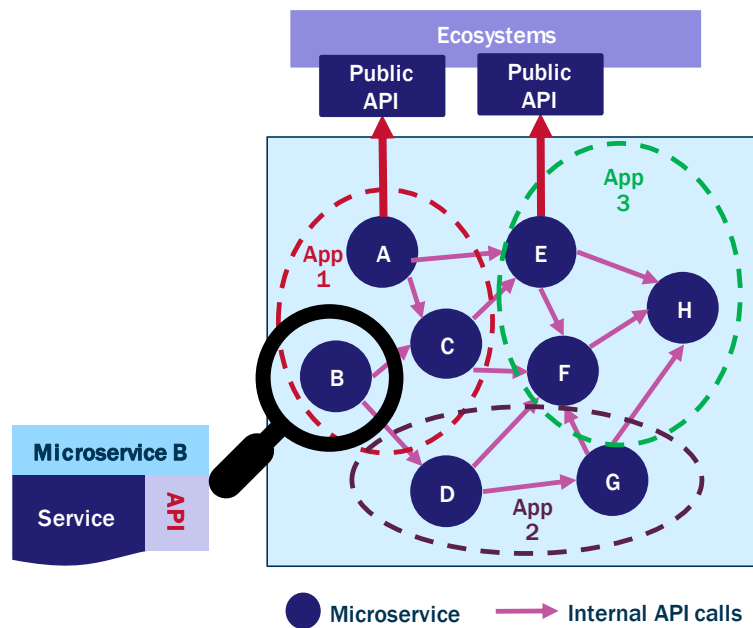 Ecosystems
Public
API
Public
API
App
3
App
1
A
E
H
C
B
F
Microservice B
Service
API
D
G
App
2
Microservice
Internal API calls